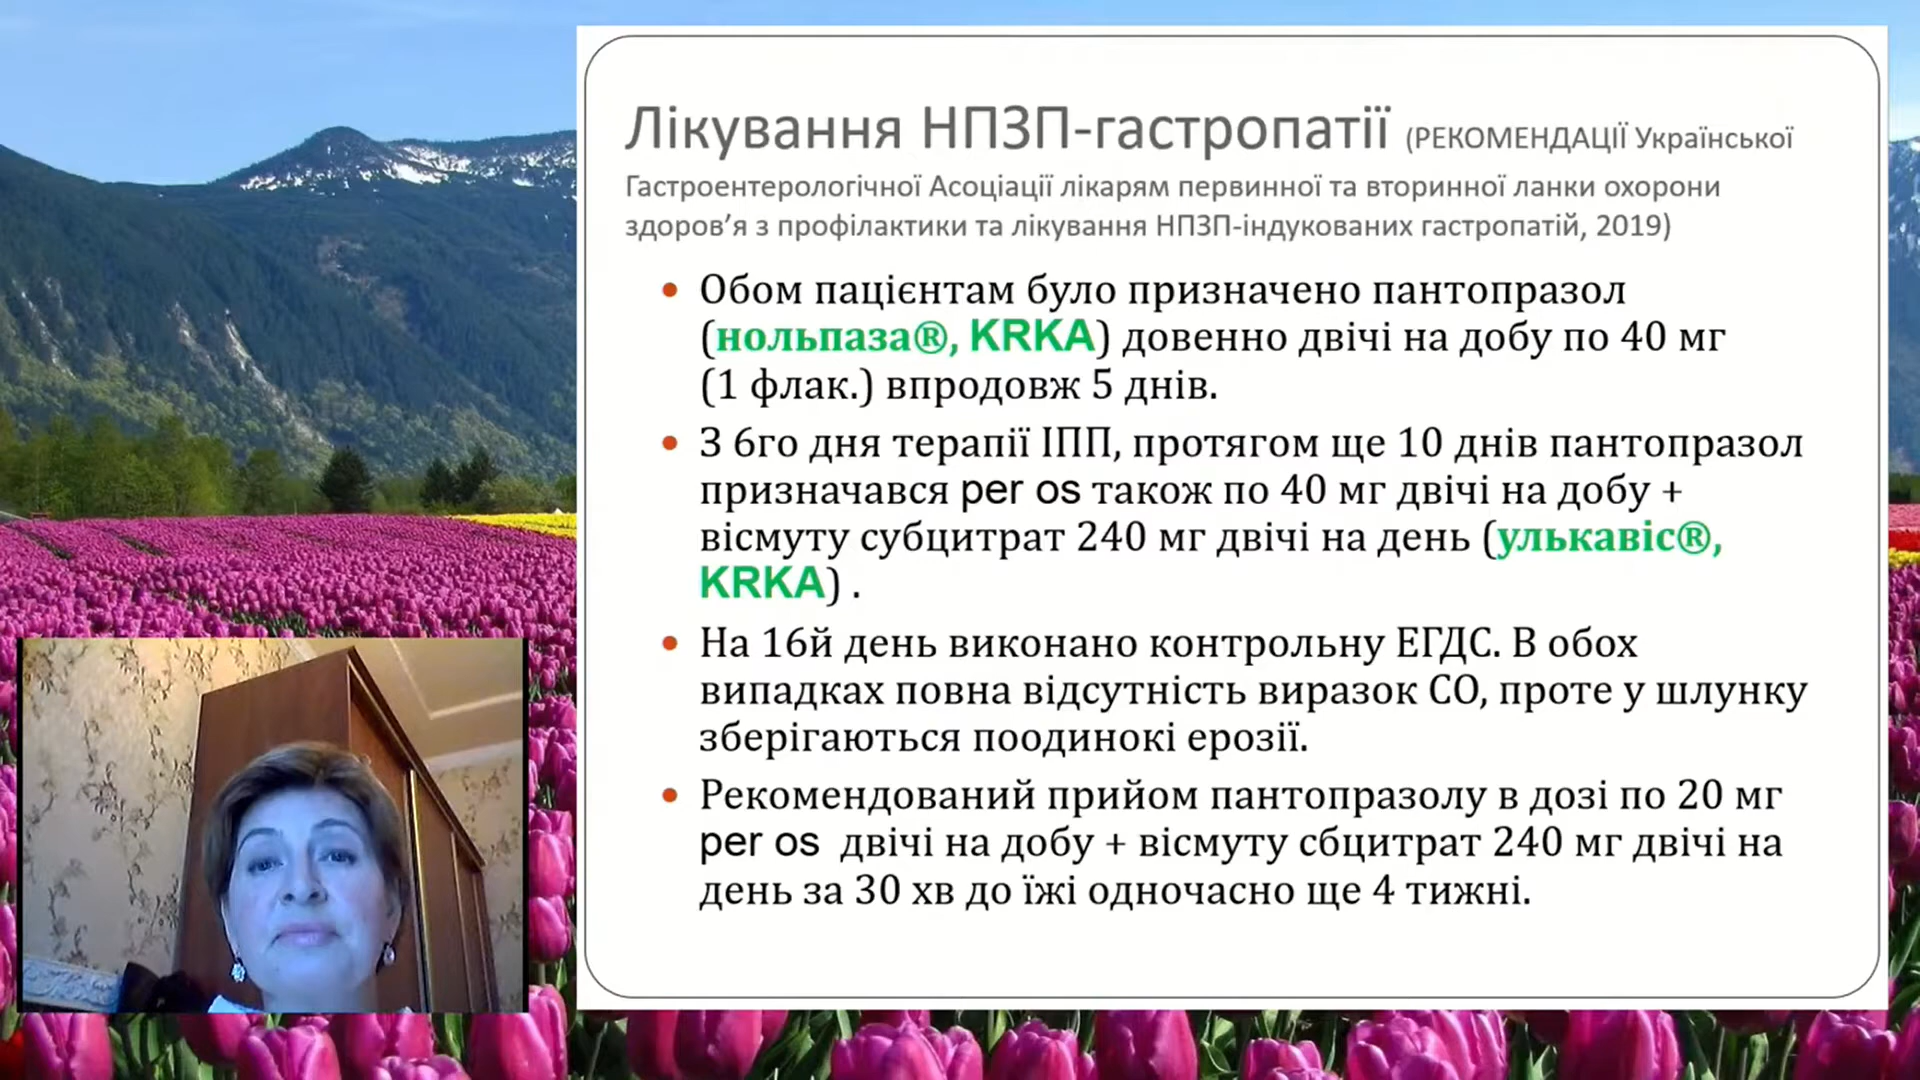 Лікування НПЗП-гастропатії (РЕКОМЕНДАЦІЇ Української
Гастроентерологічної Асоціації лікарям первинної та вторинної ланки охорони
здоров’я з профілактики та лікування НПЗП-індукованих гастропатій, 2019)
• Обом пацієнтам було призначено пантопразол
(нольпаза®, KRKA) довенно двічі на добу по 40 мг
(1 флак.) впродовж 5 днів.
• З 6го дня терапії ІПП, протягом ще 10 днів пантопразол
призначався per os також по 40 мг двічі на добу +
вісмуту субцитрат 240 мг двічі на день (улькавіс®,
KRKA) .
• На 16й день виконано контрольну ЕГДС. В обох
випадках повна відсутність виразок СО, проте у шлунку
зберігаються поодинокі ерозії.
• Рекомендований прийом пантопразолу в дозі по 20 мг
per os двічі на добу + вісмуту сбцитрат 240 мг двічі на
день за 30 хв до їжі одночасно ще 4 тижні.